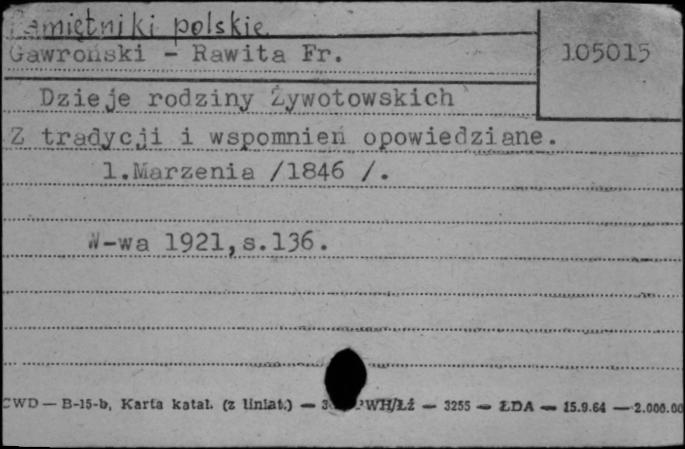 Pamiętniki polskie.
Gawroński - Rawita Fr.
105015
Dzieje rodziny Żywotowskich
Z tradycji i wspomnień opowiedziane.
1.Marzenia /1846 /.
W-wa 1921,s.136.
CWD — B-15-b, Karta katal. (z liniat.) — WH/Łź — 3255 — ŁDA — 15.9.64 — 2.000.00